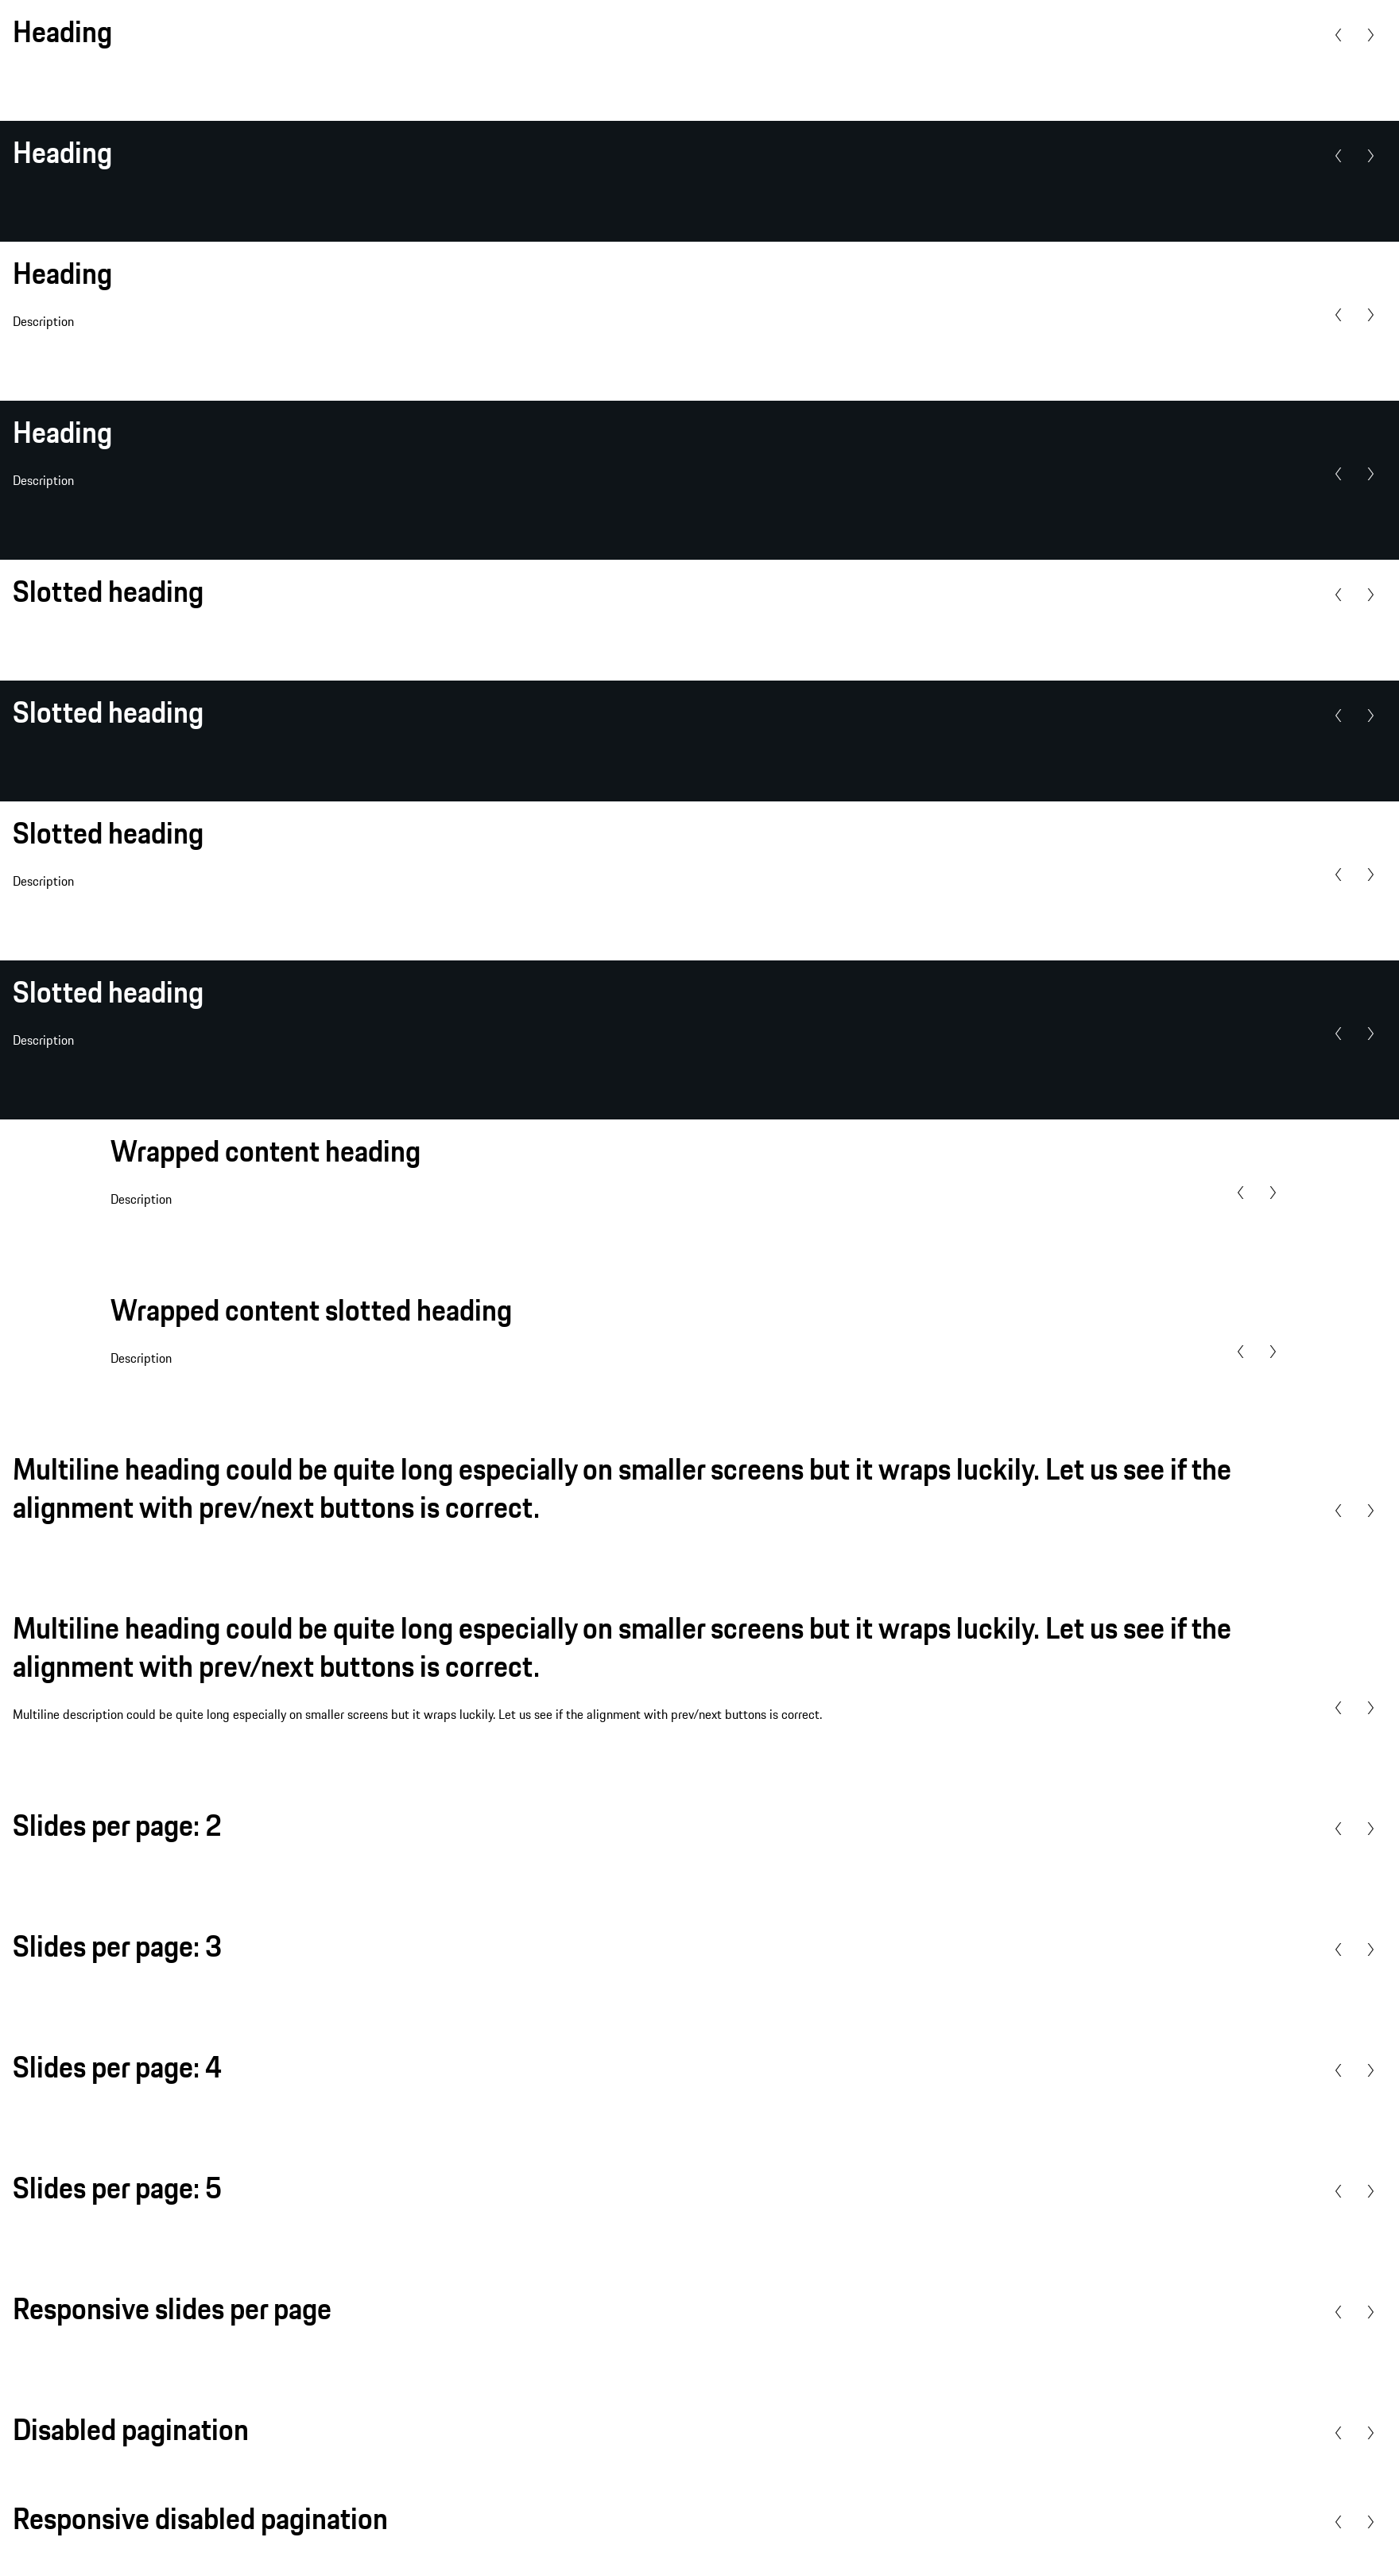 Heading
Heading
Heading
Description
Heading
Description
Slotted heading
Slotted heading
Slotted heading
Description
Slotted heading
Description
Wrapped content heading
Description
Wrapped content slotted heading
Description
Multiline heading could be quite long especially on smaller screens but it wraps luckily. Let us see if the
alignment with prev/next buttons is correct.
Multiline heading could be quite long especially on smaller screens but it wraps luckily. Let us see if the
alignment with prev/next buttons is correct.
Multiline description could be quite long especially on smaller screens but it wraps luckily. Let us see if the alignment with prev/next buttons is correct.
Slides per page: 2
Slides per page: 3
Slides per page: 4
Slides per page: 5
Responsive slides per page
Disabled pagination
Responsive disabled pagination